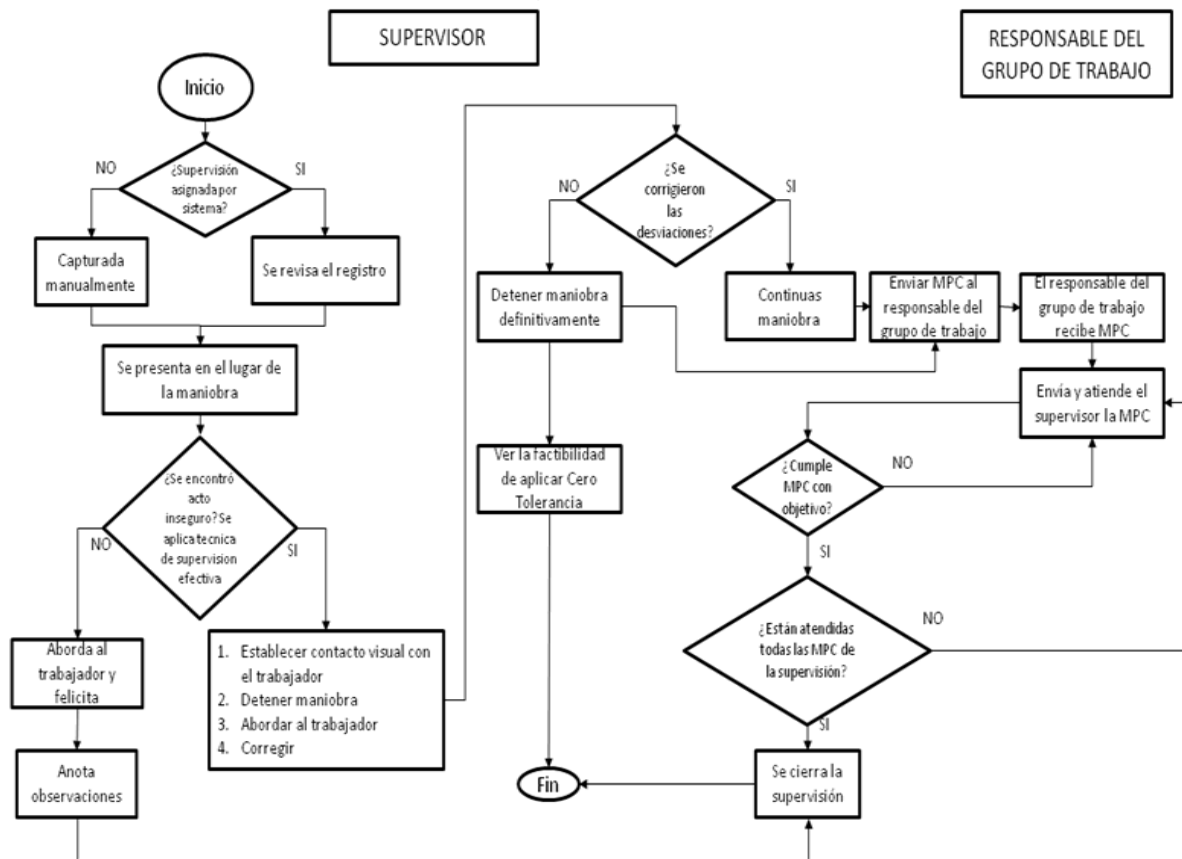 SUPERVISOR
RESPONSABLE DEL
GRUPO DE TRABAJO
Inicio
NO
SI
¿Supervisión
asignada por
sistema?
Capturada
manualmente
Se revisa el registro
Se presenta en el lugar de
la maniobra
¿Se encontró
acto
inseguro? Se
aplica tecnica
de supervision
efectiva
NO
SI
Aborda al
trabajador y
felicita
Anota
observaciones
1. Establecer contacto visual con
el trabajador
2. Detener maniobra
3. Abordar al trabajador
4. Corregir
¿Se
corrigieron
las
desviaciones?
NO
SI
Detener maniobra
definitivamente
Continuas
maniobra
Enviar MPC al
responsable del
grupo de trabajo
El responsable del
grupo de trabajo
recibe MPC
Ver la factibilidad
de aplicar Cero
Tolerancia
Envía y atiende el
supervisor la MPC
¿Cumple
MPC con
objetivo?
NO
SI
¿Están atendidas
todas las MPC de
la supervisión?
NO
SI
Se cierra la
supervisión
Fin